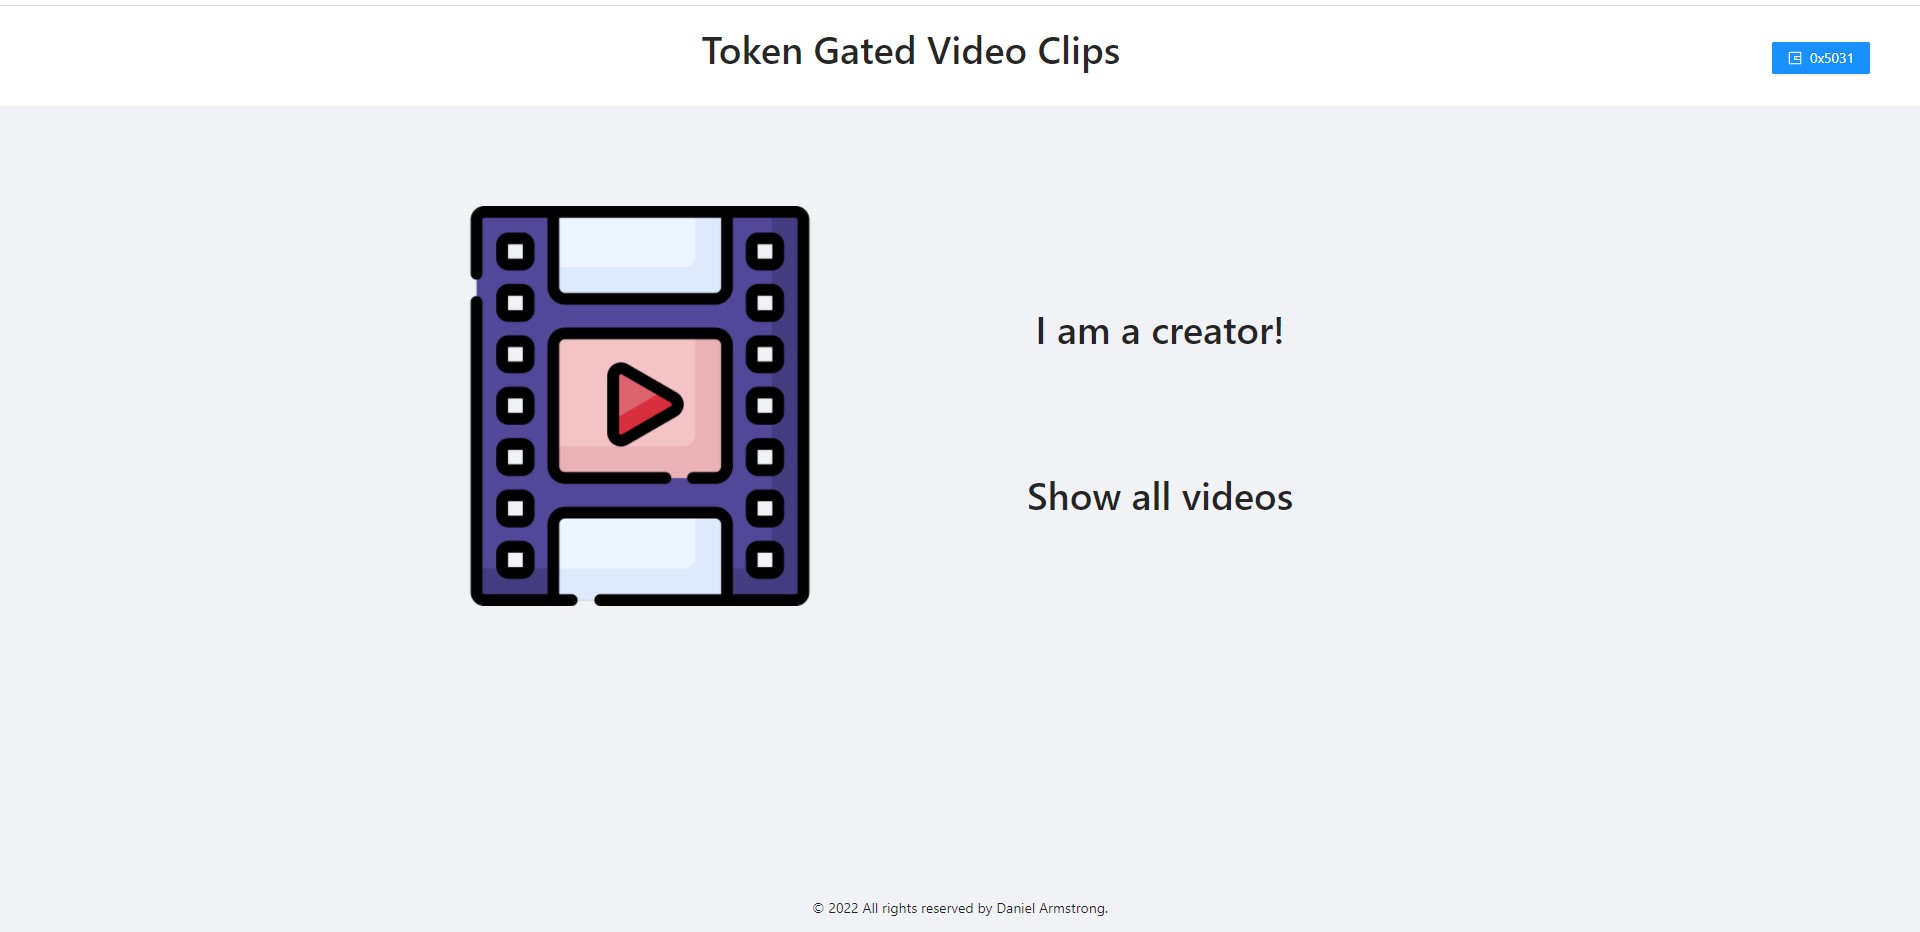 Token Gated Video Clips
0x5031
I am a creator!
Show all videos
© 2022 All rights reserved by Daniel Armstrong.